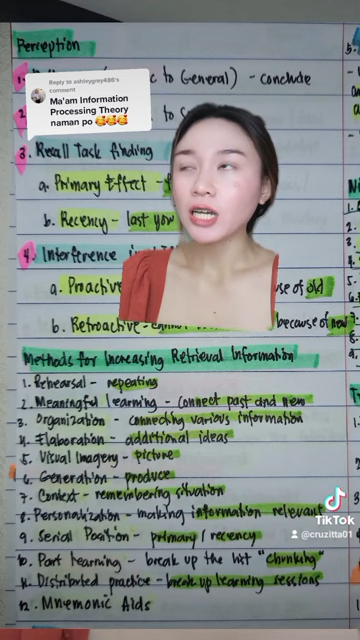 Perception
Reply to ashleygrey486's
comment
Ma'am Information
Processing Theory
naman po 🥰🥰🥰
c to General) - conclude
3. Recall Task finding
a. Primary Effect -
b. Recency - last you
4. Interference
a. Proactive
use of old
b. Retroactive - cannot
because of new
Methods for Increasing Retrieval Information
1. Rehearsal - repeating
2. Meaningful learning - connect past and new
3. Organization - connecting various information
4. Elaboration - additional ideas
5. Visual Imagery - picture
6. Generation - produce
7. Context - remembering situation
8. Personalization - making information relevant
9. Serial Position - primary / recency
10. Part learning - break up the list "chunking"
11. Distributed practice - break up learning sessions
12. Mnemonic Aids
TikTok
@cruzitta01